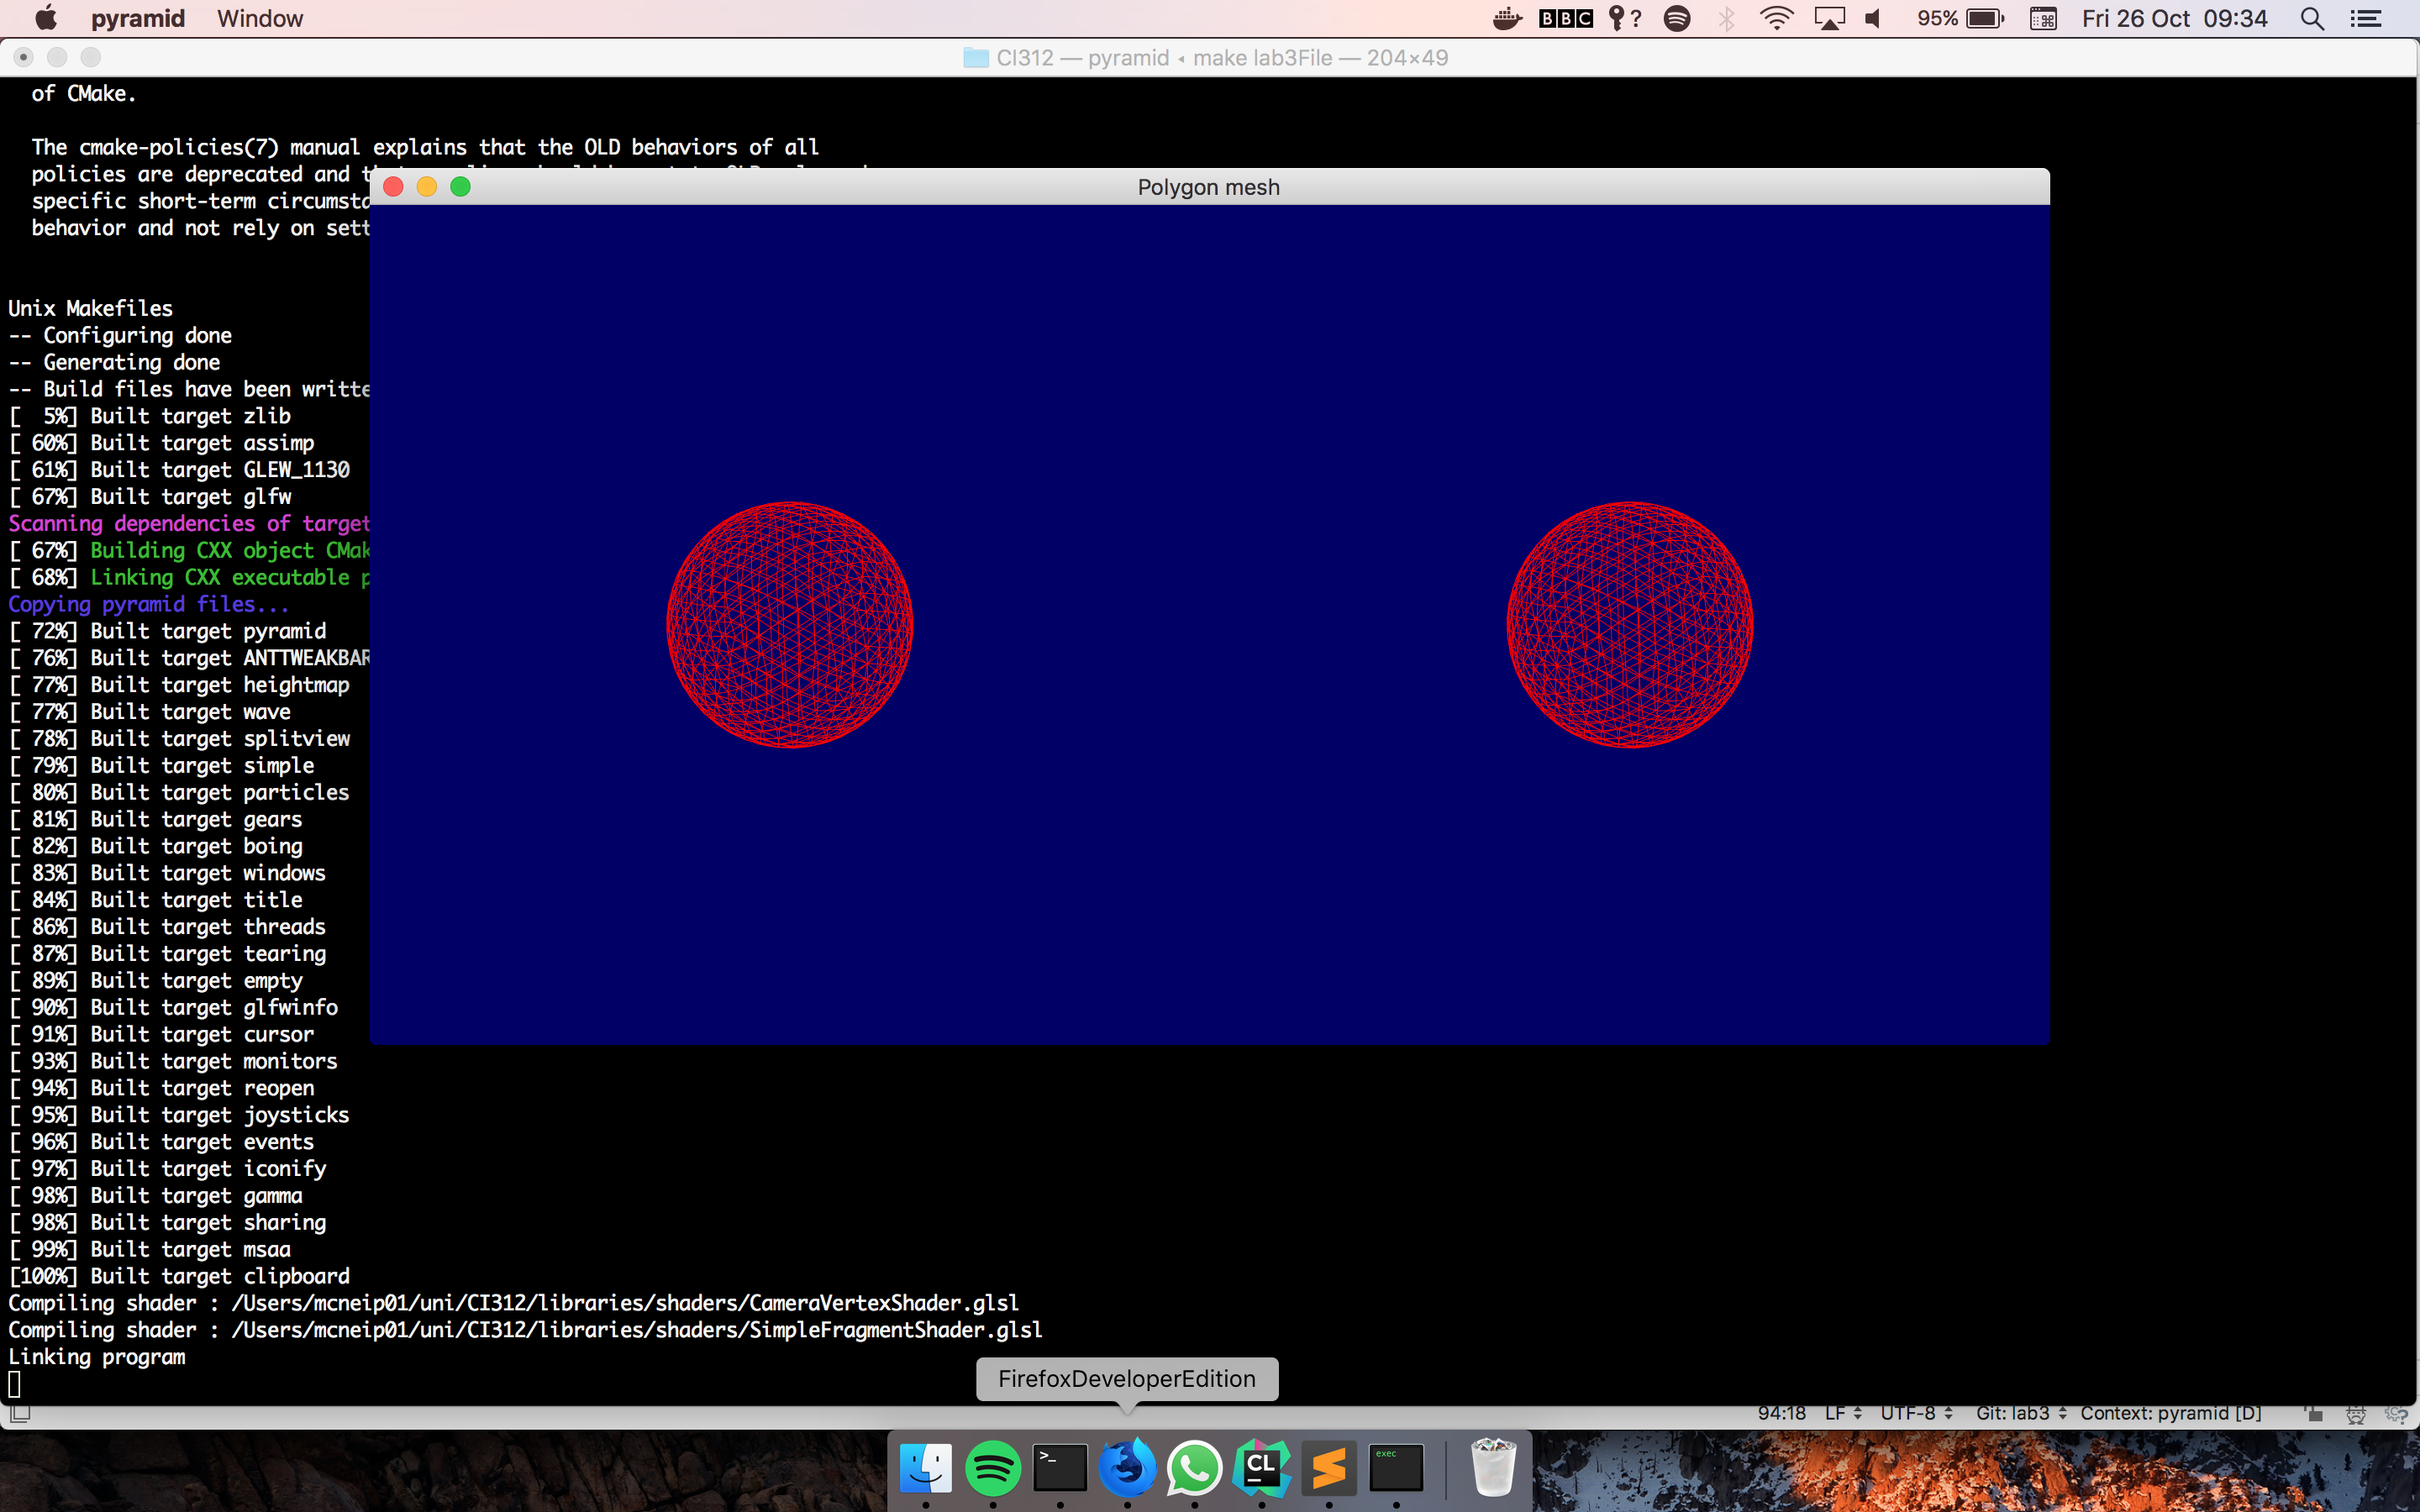 pyramid Window BBC ? 95% Fri 26 Oct 09:34
CI312 — pyramid ◂ make lab3File — 204×49
of CMake.
The cmake-policies(7) manual explains that the OLD behaviors of all
policies are deprecated and
specific short-term
behavior and not rely on
Polygon mesh
Unix Makefiles
-- Configuring done
-- Generating done
-- Build files have been
[  5%] Built target zlib
[ 60%] Built target assimp
[ 61%] Built target GLEW_1130
[ 67%] Built target glfw
Scanning dependencies of target
[ 67%] Building CXX object
[ 68%] Linking CXX executable
Copying pyramid files...
[ 72%] Built target pyramid
[ 76%] Built target ANTTWEAKBAR
[ 77%] Built target heightmap
[ 77%] Built target wave
[ 78%] Built target splitview
[ 79%] Built target simple
[ 80%] Built target particles
[ 81%] Built target gears
[ 82%] Built target boing
[ 83%] Built target windows
[ 84%] Built target title
[ 86%] Built target threads
[ 87%] Built target tearing
[ 89%] Built target empty
[ 90%] Built target glfwinfo
[ 91%] Built target cursor
[ 93%] Built target monitors
[ 94%] Built target reopen
[ 95%] Built target joysticks
[ 96%] Built target events
[ 97%] Built target iconify
[ 98%] Built target gamma
[ 98%] Built target sharing
[ 99%] Built target msaa
[100%] Built target clipboard
Compiling shader : /Users/mcneip01/uni/CI312/libraries/shaders/CameraVertexShader.glsl
Compiling shader : /Users/mcneip01/uni/CI312/libraries/shaders/SimpleFragmentShader.glsl
Linking program
FirefoxDeveloperEdition
94:18 LF UTF-8 Git: lab3 Context: pyramid [D]
>_ CL exec